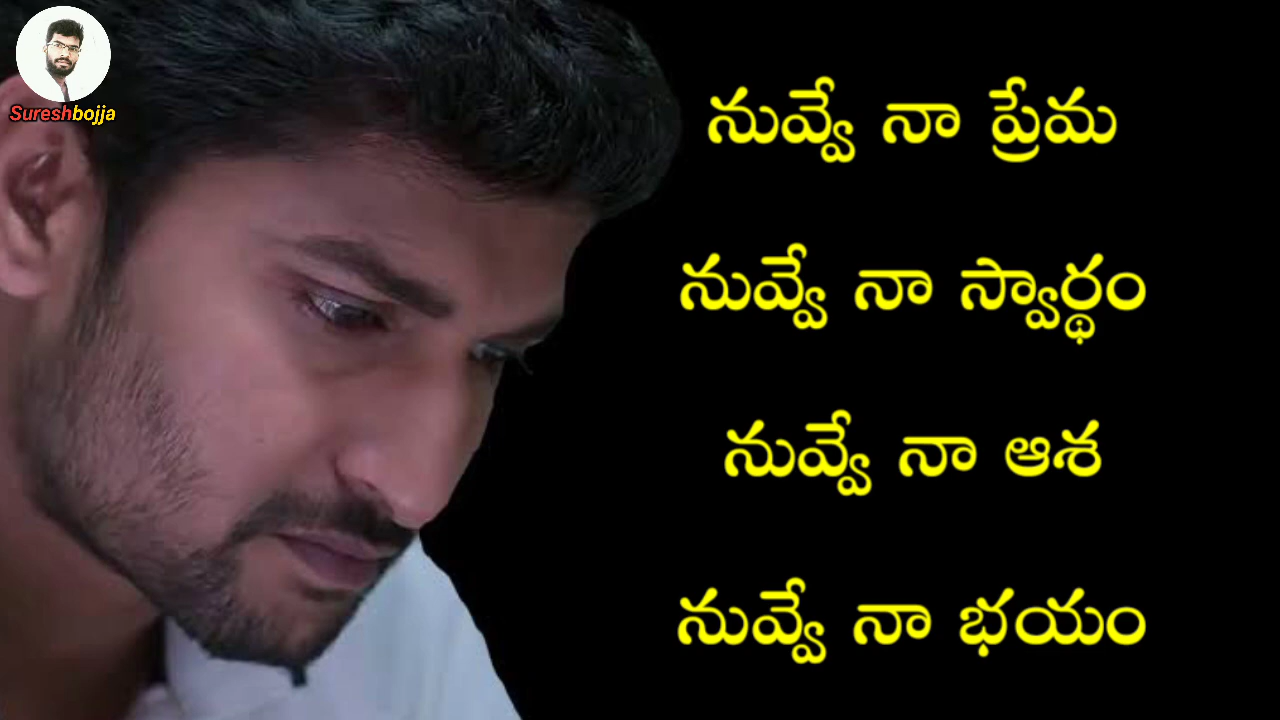 Sureshbojja
నువ్వే నా ప్రేమ
నువ్వే నా స్వార్థం
నువ్వే నా ఆశ
నువ్వే నా భయం